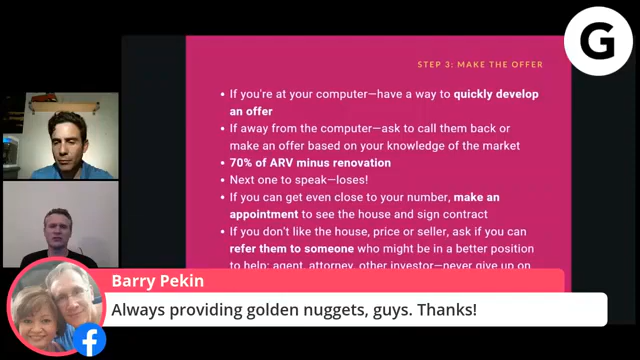 G
STEP 3: MAKE THE OFFER
• If you're at your computer—have a way to quickly develop
an offer
• If away from the computer—ask to call them back or
make an offer based on your knowledge of the market
• 70% of ARV minus renovation
• Next one to speak—loses!
• If you can get even close to your number, make an
appointment to see the house and sign contract
• If you don't like the house, price or seller, ask if you can
refer them to someone who might be in a better position
to help: agent, attorney, other investor—never give up on
Barry Pekin
Always providing golden nuggets, guys. Thanks!